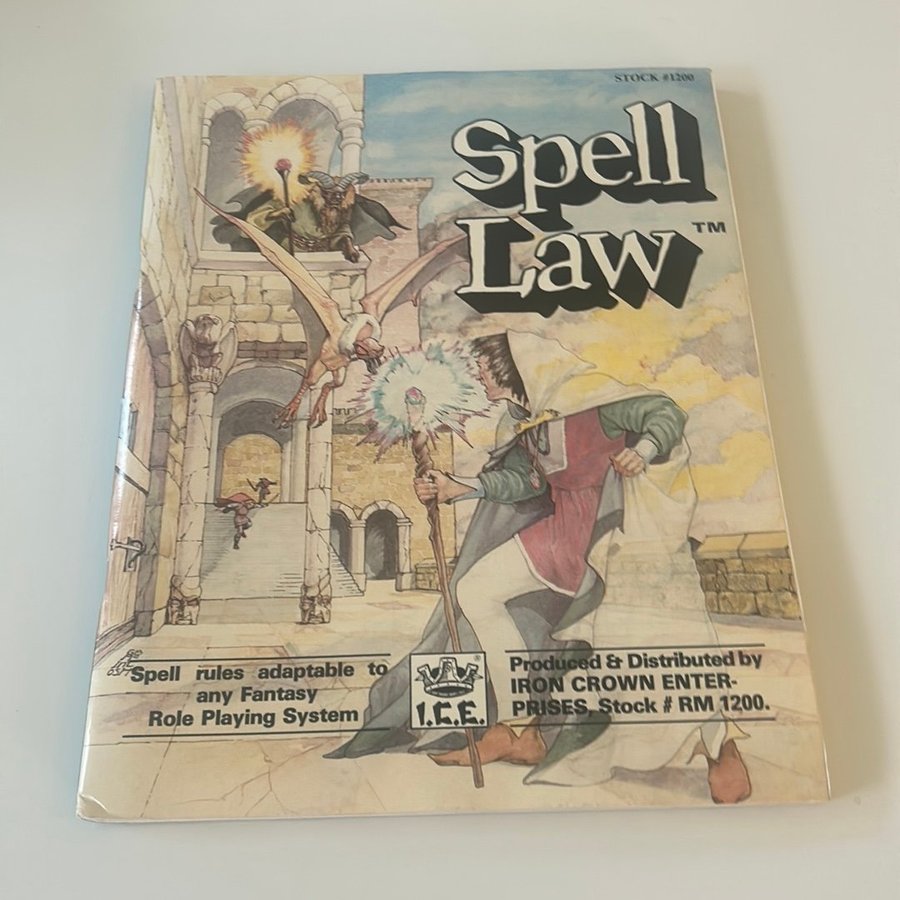 STOCK #1200
Spell
Law™
Spell rules adaptable to
any Fantasy
Role Playing System
I.C.E.
Produced & Distributed by
IRON CROWN ENTER-
PRISES, Stock # RM 1200.